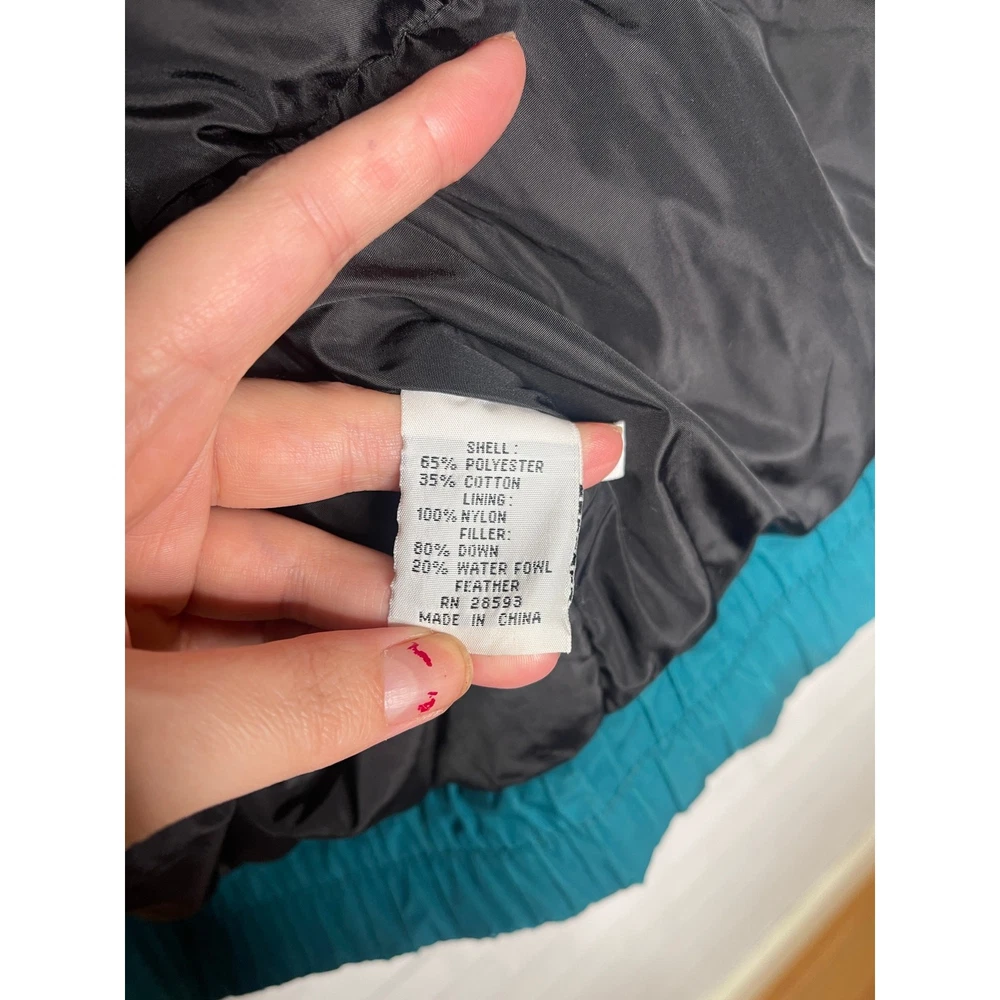 SHELL:
65% POLYESTER
35% COTTON
LINING:
100% NYLON
FILLER:
80% DOWN
20% WATER FOWL
FEATHER
RN 28593
MADE IN CHINA